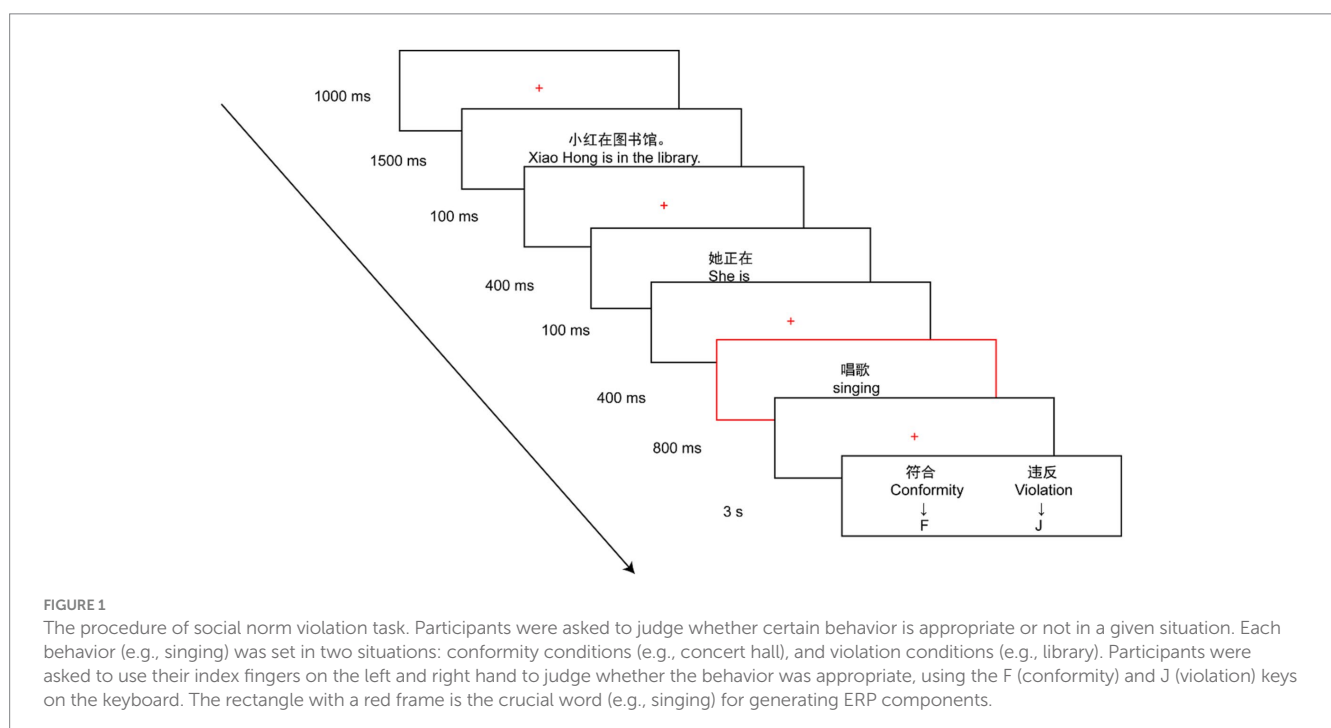 1000 ms
+
小红在图书馆。
Xiao Hong is in the library.
1500 ms
+
100 ms
她正在
She is
400 ms
+
100 ms
唱歌
singing
400 ms
+
800 ms
符合 违反
Conformity Violation
↓ ↓
F J
3 s
FIGURE 1
The procedure of social norm violation task. Participants were asked to judge whether certain behavior is appropriate or not in a given situation. Each
behavior (e.g., singing) was set in two situations: conformity conditions (e.g., concert hall), and violation conditions (e.g., library). Participants were
asked to use their index fingers on the left and right hand to judge whether the behavior was appropriate, using the F (conformity) and J (violation) keys
on the keyboard. The rectangle with a red frame is the crucial word (e.g., singing) for generating ERP components.